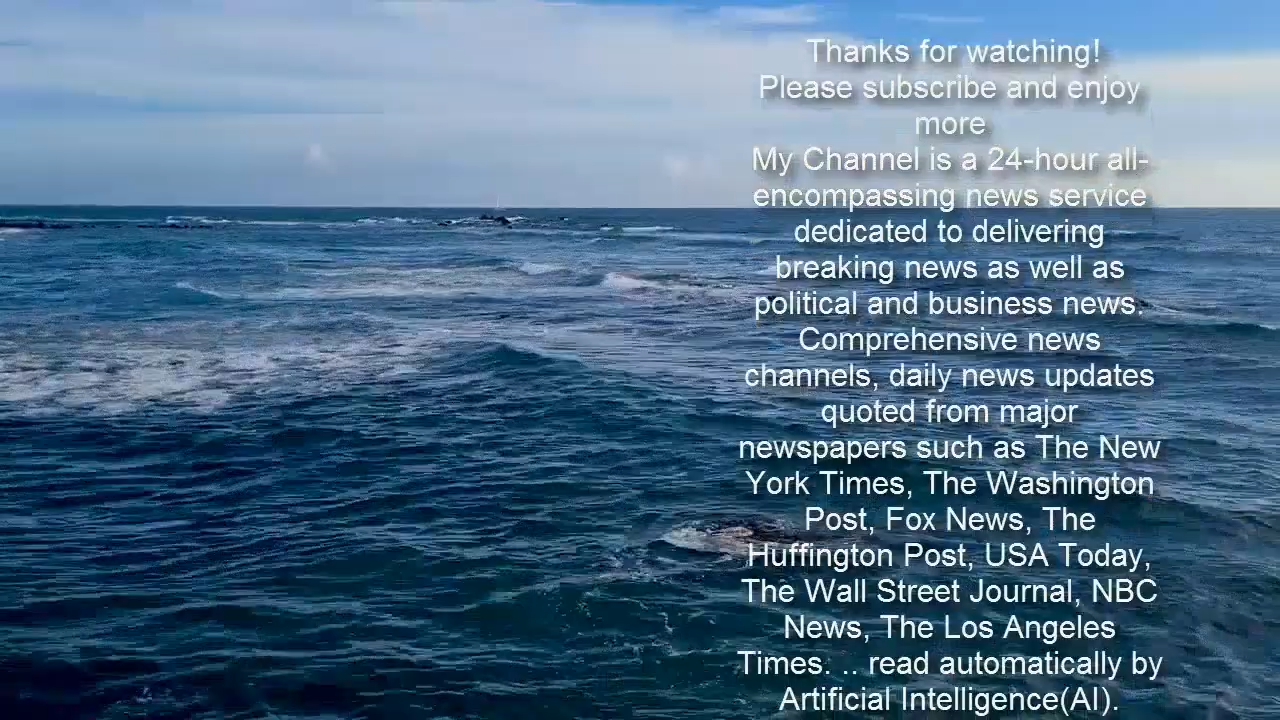 Thanks for watching!
Please subscribe and enjoy
more
My Channel is a 24-hour all-
encompassing news service
dedicated to delivering
breaking news as well as
political and business news.
Comprehensive news
channels, daily news updates
quoted from major
newspapers such as The New
York Times, The Washington
Post, Fox News, The
Huffington Post, USA Today,
The Wall Street Journal, NBC
News, The Los Angeles
Times. .. read automatically by
Artificial Intelligence(AI).